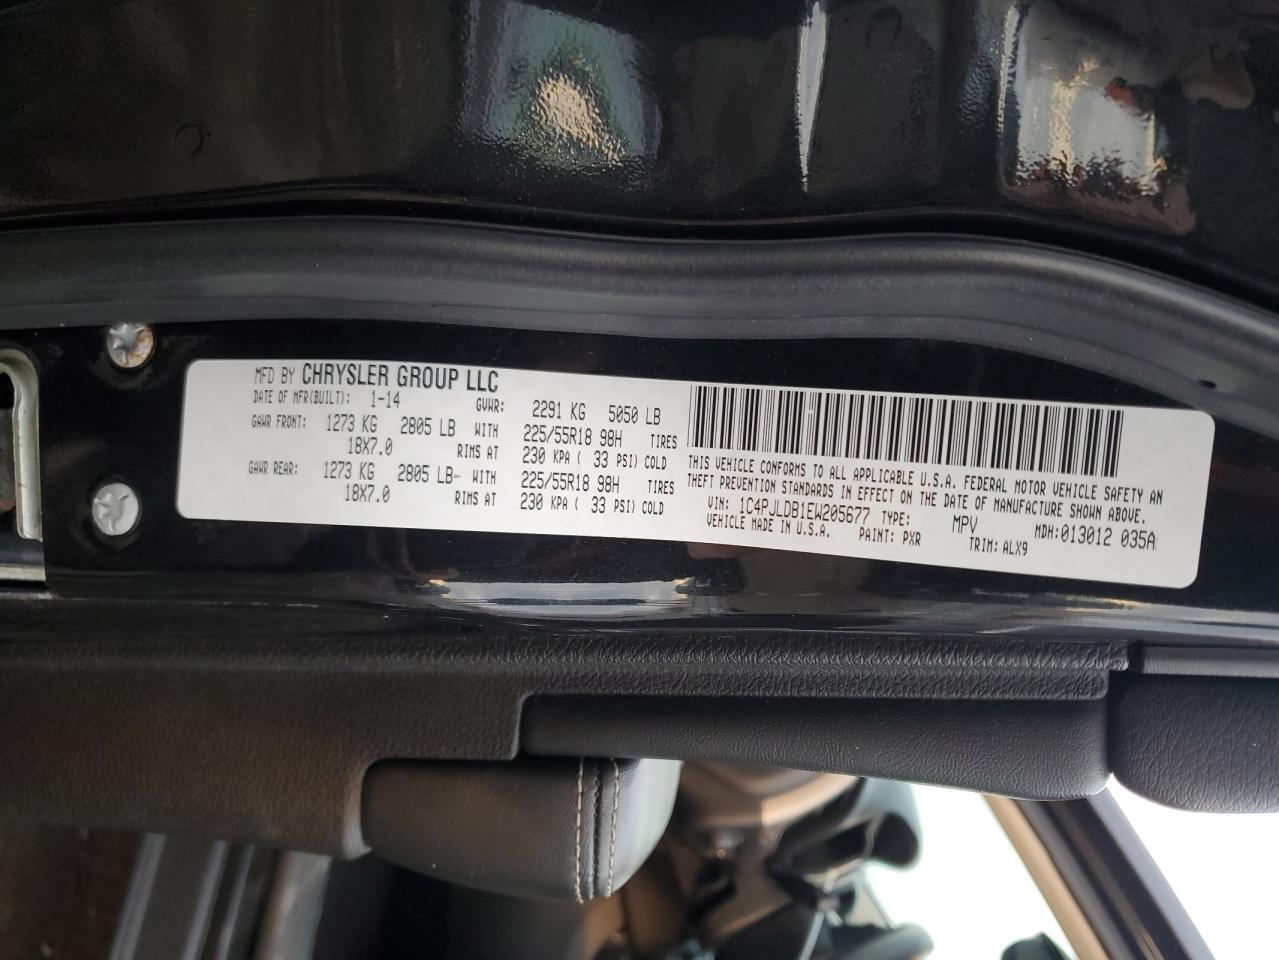 MFD BY CHRYSLER GROUP LLC
DATE OF MFR(BUILT): 1-14 GVWR: 2291 KG 5050 LB
GAWR FRONT: 1273 KG 2805 LB WITH 225/55R18 98H TIRES
18X7.0 RIMS AT 230 KPA ( 33 PSI) COLD
GAWR REAR: 1273 KG 2805 LB WITH 225/55R18 98H TIRES
18X7.0 RIMS AT 230 KPA ( 33 PSI) COLD
THIS VEHICLE CONFORMS TO ALL APPLICABLE U.S.A. FEDERAL MOTOR VEHICLE SAFETY AN
THEFT PREVENTION STANDARDS IN EFFECT ON THE DATE OF MANUFACTURE SHOWN ABOVE.
VIN: 1C4PJLDB1EW205677 TYPE: MPV MDH:013012 035A
VEHICLE MADE IN U.S.A. PAINT: PXR TRIM: ALX9